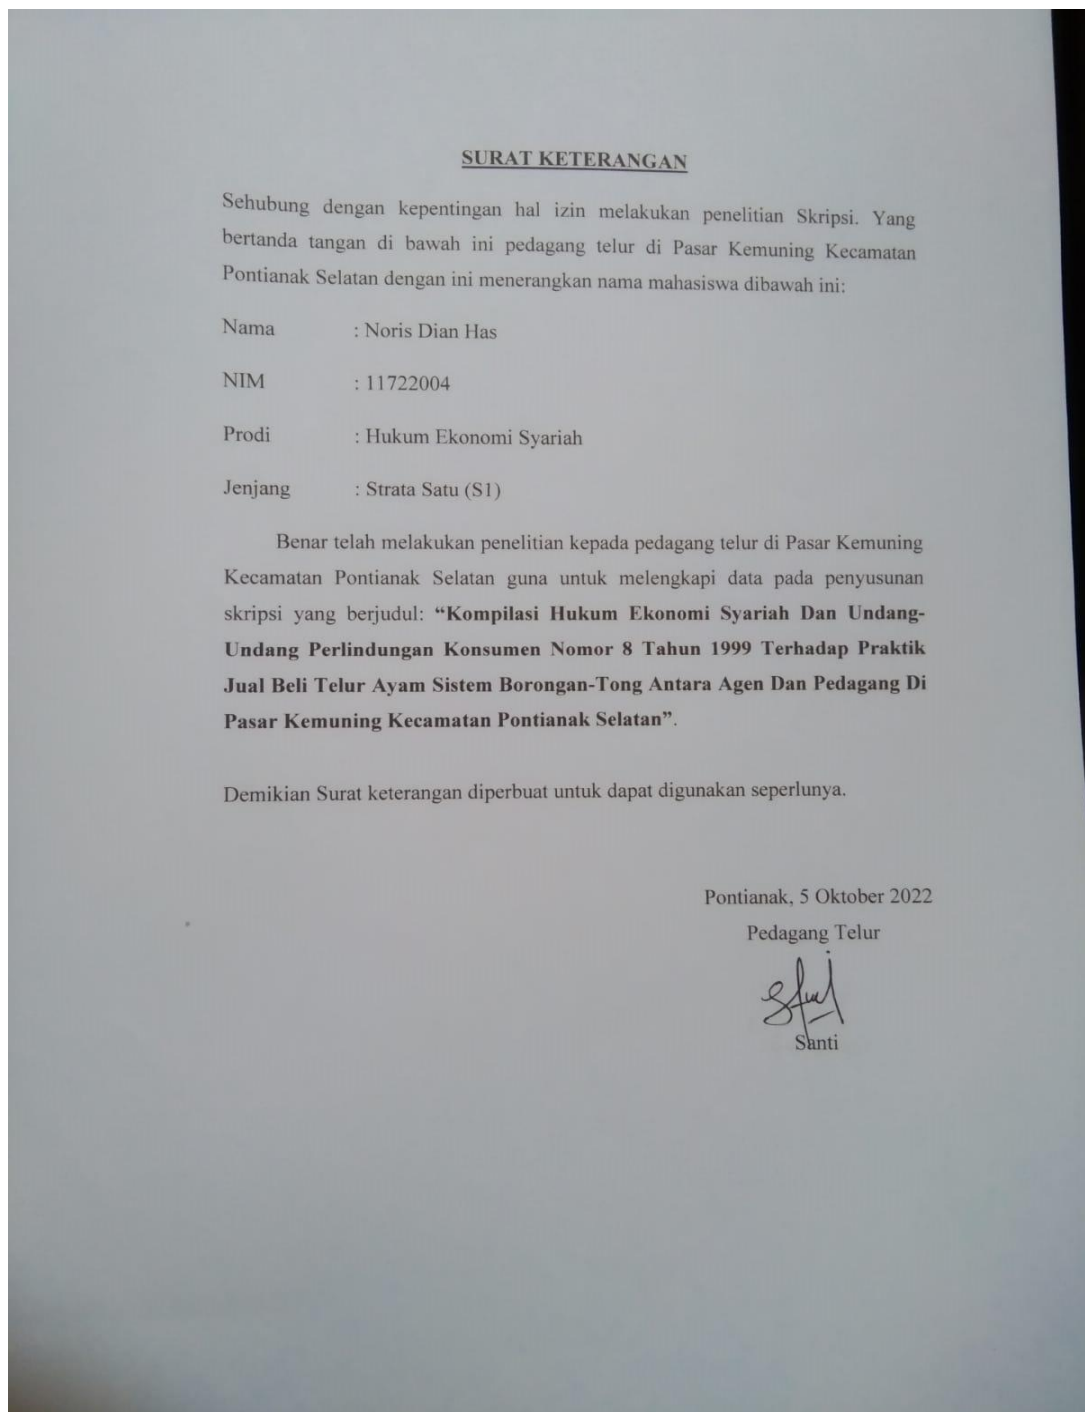 SURAT KETERANGAN
Sehubung dengan kepentingan hal izin melakukan penelitian Skripsi. Yang
bertanda tangan di bawah ini pedagang telur di Pasar Kemuning Kecamatan
Pontianak Selatan dengan ini menerangkan nama mahasiswa dibawah ini:
Nama : Noris Dian Has
NIM : 11722004
Prodi : Hukum Ekonomi Syariah
Jenjang : Strata Satu (S1)
Benar telah melakukan penelitian kepada pedagang telur di Pasar Kemuning
Kecamatan Pontianak Selatan guna untuk melengkapi data pada penyusunan
skripsi yang berjudul: “Kompilasi Hukum Ekonomi Syariah Dan Undang-
Undang Perlindungan Konsumen Nomor 8 Tahun 1999 Terhadap Praktik
Jual Beli Telur Ayam Sistem Borongan-Tong Antara Agen Dan Pedagang Di
Pasar Kemuning Kecamatan Pontianak Selatan”.
Demikian Surat keterangan diperbuat untuk dapat digunakan seperlunya.
Pontianak, 5 Oktober 2022
Pedagang Telur
Santi